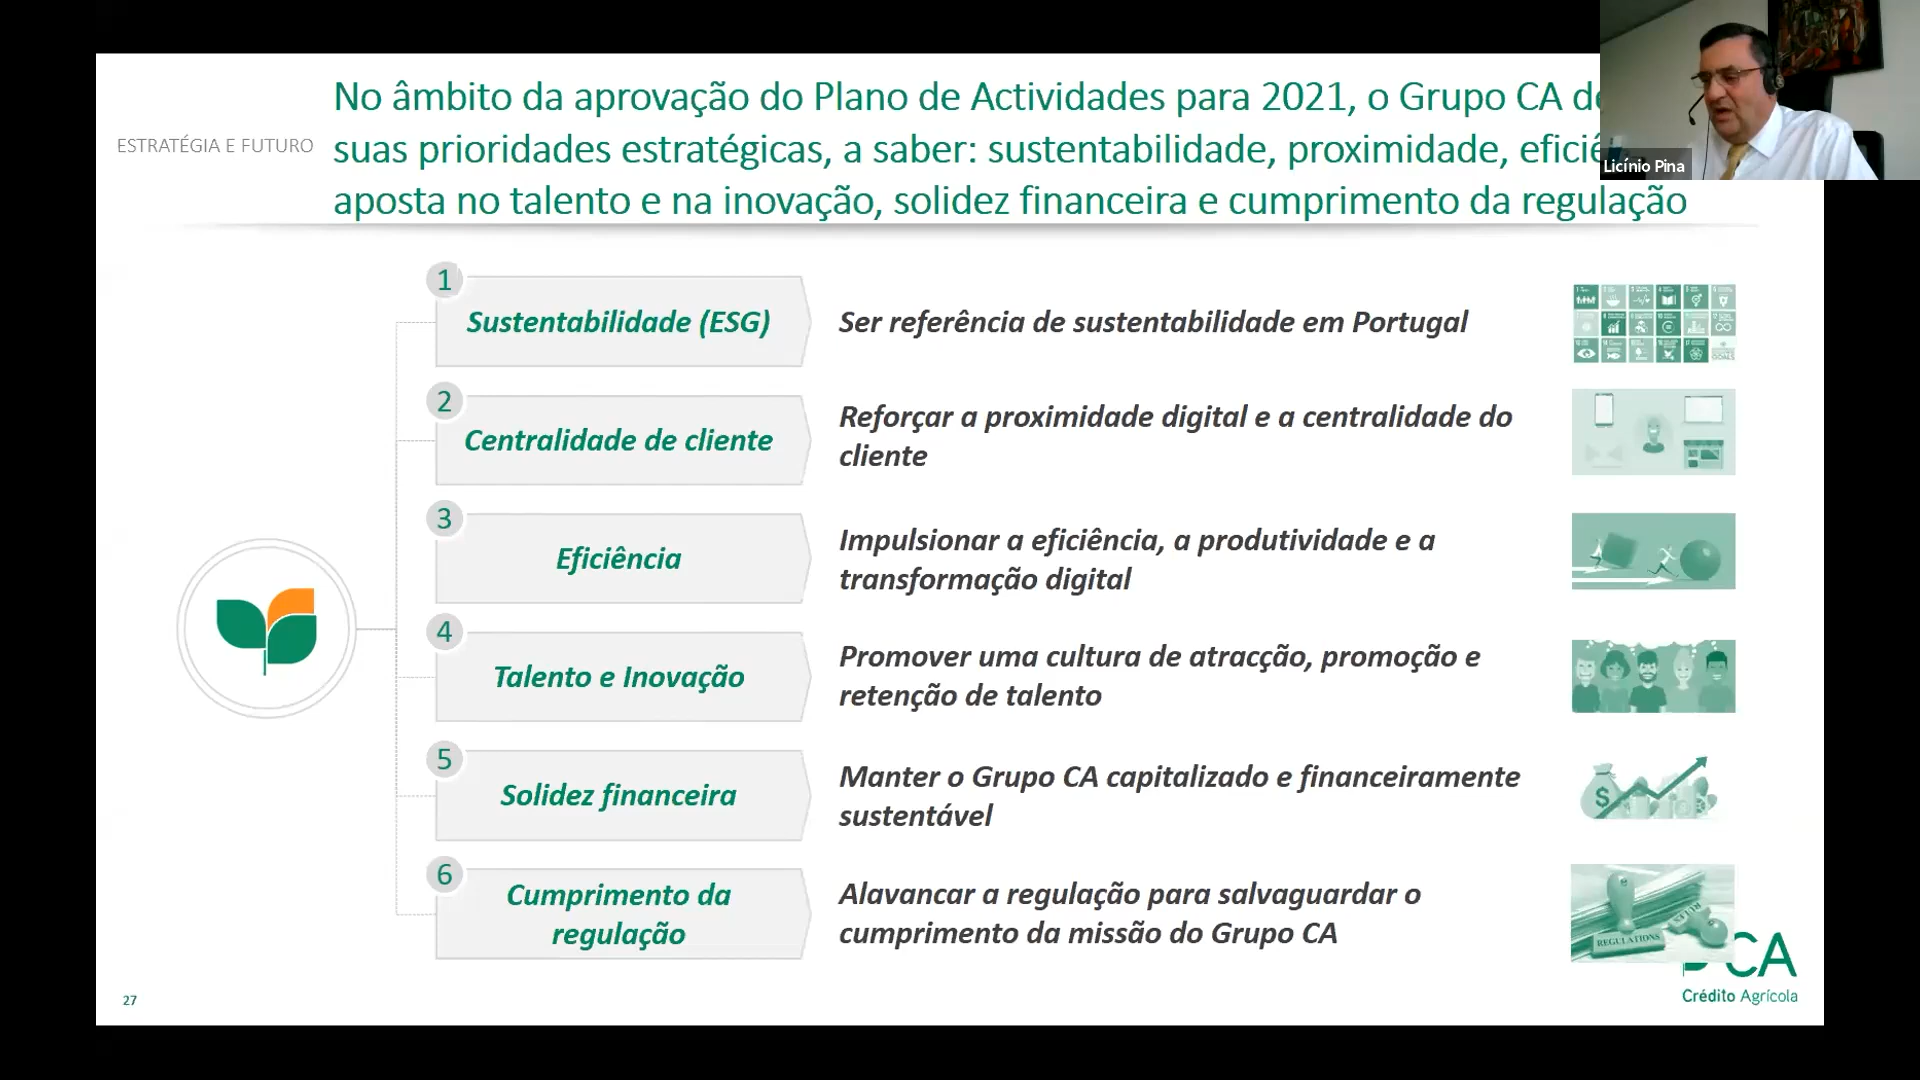 No âmbito da aprovação do Plano de Actividades para 2021, o Grupo CA
ESTRATÉGIA E FUTURO
suas prioridades estratégicas, a saber: sustentabilidade, proximidade,
aposta no talento e na inovação, solidez financeira e cumprimento da regulação
Licínio Pina
1
Sustentabilidade (ESG)
Ser referência de sustentabilidade em Portugal
2
Centralidade de cliente
Reforçar a proximidade digital e a centralidade do
cliente
3
Eficiência
Impulsionar a eficiência, a produtividade e a
transformação digital
4
Talento e Inovação
Promover uma cultura de atracção, promoção e
retenção de talento
5
Solidez financeira
Manter o Grupo CA capitalizado e financeiramente
sustentável
$
6
Cumprimento da
regulação
Alavancar a regulação para salvaguardar o
cumprimento da missão do Grupo CA
RULES
REGULATIONS
CA
Crédito Agrícola
27